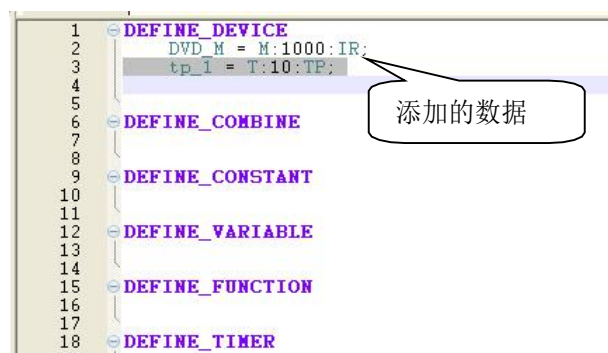 1 DEFINE_DEVICE
2 DVD_M = M:1000:IR;
3 tp_1 = T:10:TP;
4
5
6 DEFINE_COMBINE
7
8
9 DEFINE_CONSTANT
10
11
12 DEFINE_VARIABLE
13
14
15 DEFINE_FUNCTION
16
17
18 DEFINE_TIMER
添加的数据